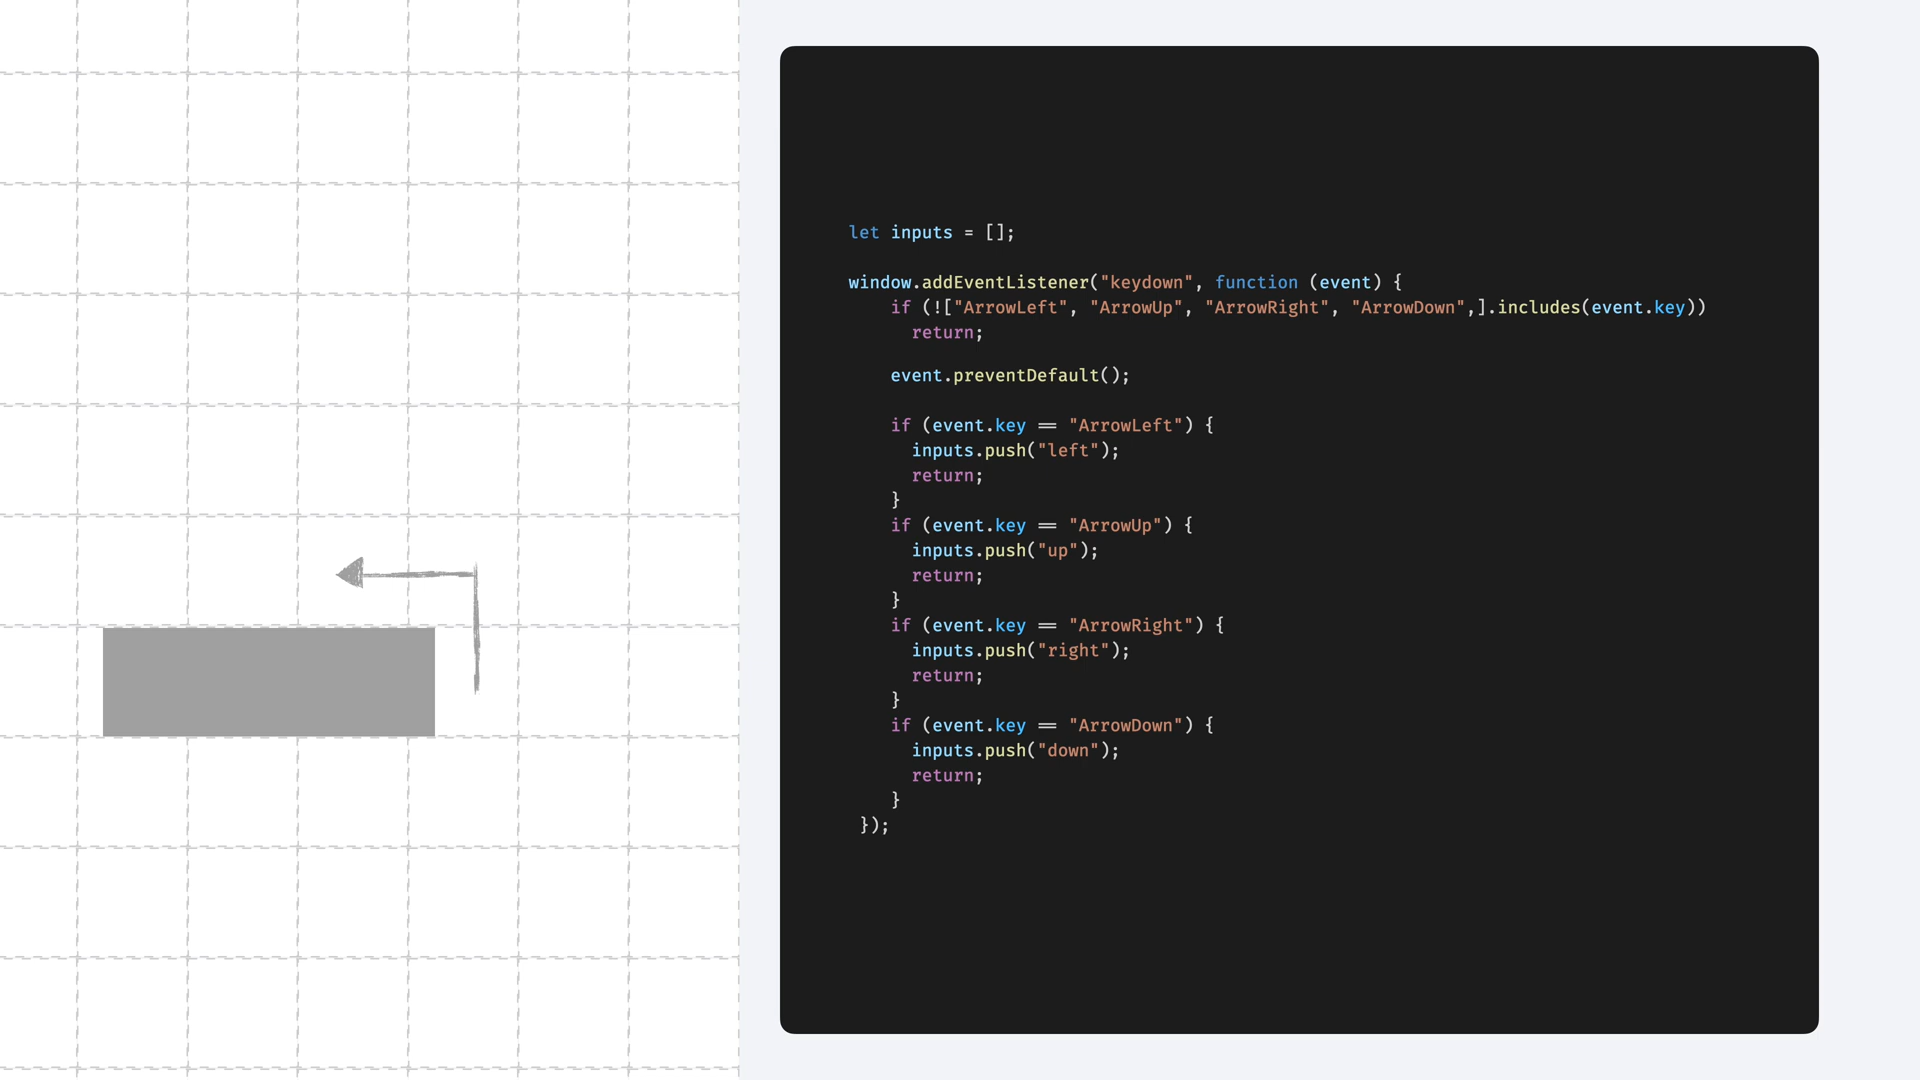 let inputs = [];
window.addEventListener("keydown", function (event) {
if (!["ArrowLeft", "ArrowUp", "ArrowRight", "ArrowDown",].includes(event.key))
return;
event.preventDefault();
if (event.key == "ArrowLeft") {
inputs.push("left");
return;
}
if (event.key == "ArrowUp") {
inputs.push("up");
return;
}
if (event.key == "ArrowRight") {
inputs.push("right");
return;
}
if (event.key == "ArrowDown") {
inputs.push("down");
return;
}
});